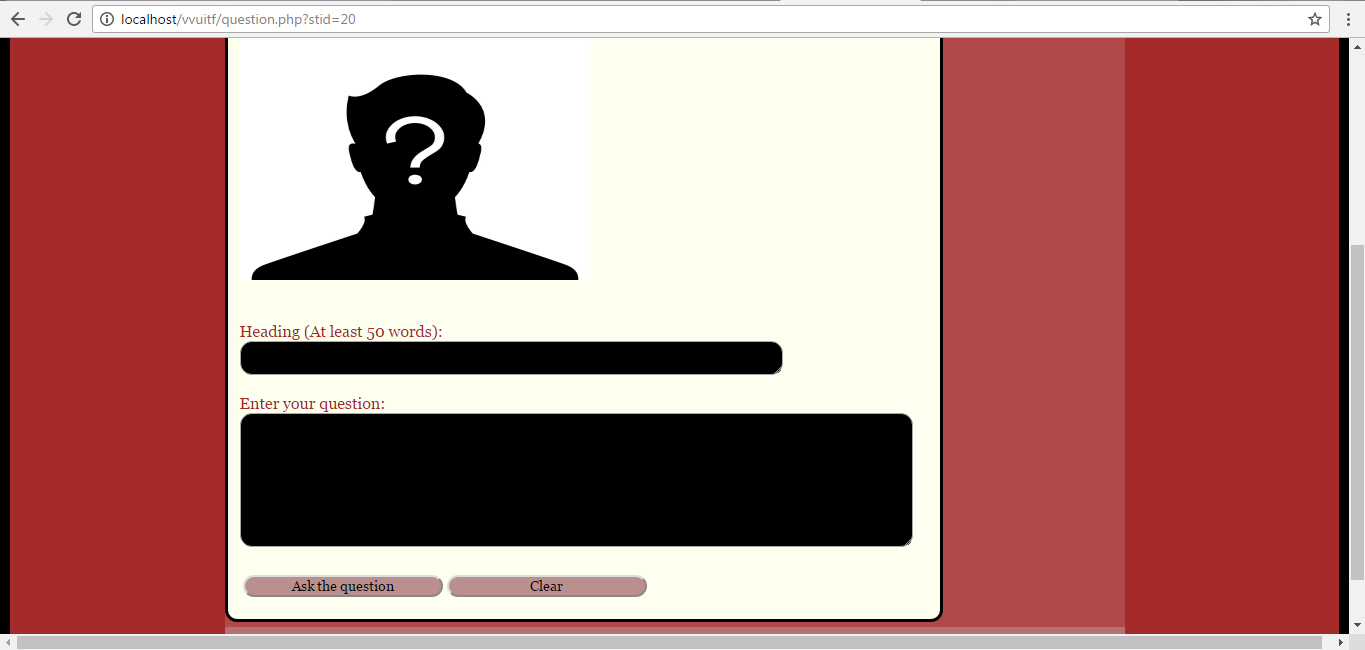 localhost/vvuitf/question.php?stid=20
?
Heading (At least 50 words):
Enter your question:
Ask the question Clear